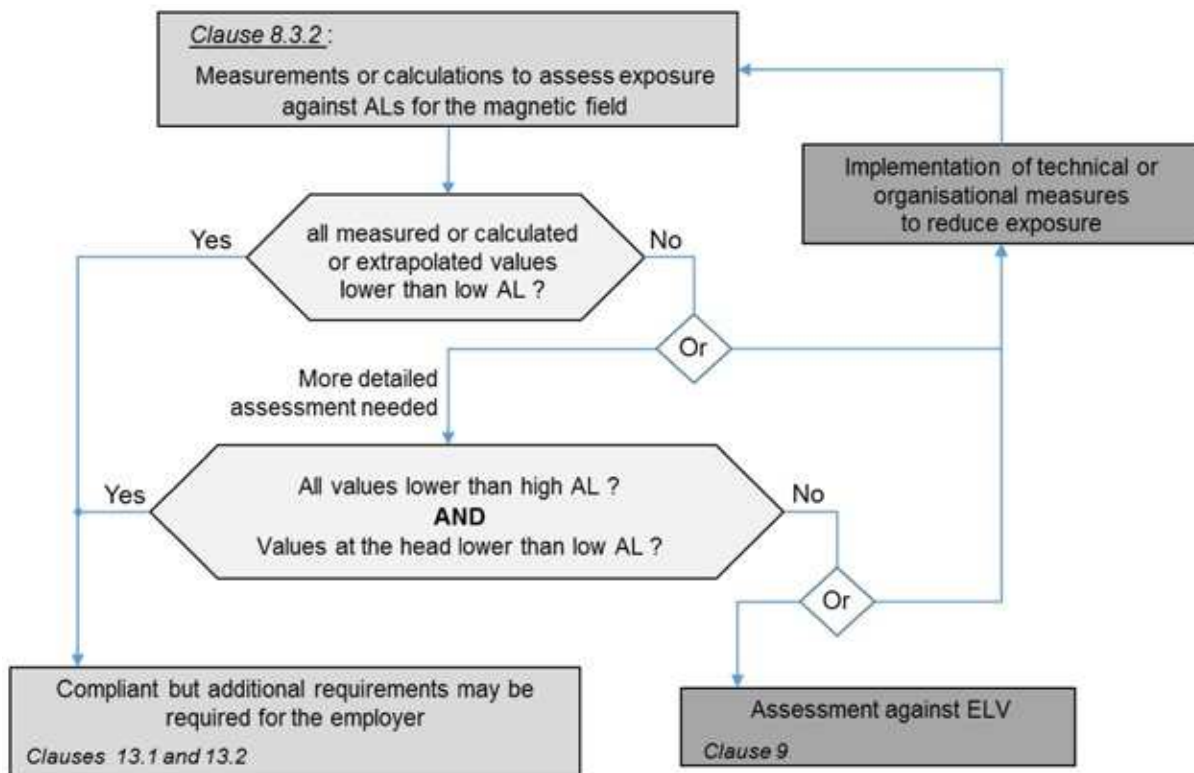 Clause 8.3.2 :
Measurements or calculations to assess exposure
against ALs for the magnetic field
Implementation of technical or
organisational measures
to reduce exposure
Yes
all measured or calculated
or extrapolated values
lower than low AL ?
No
Or
More detailed
assessment needed
Yes
All values lower than high AL ?
AND
Values at the head lower than low AL ?
No
Or
Compliant but additional requirements may be
required for the employer
Clauses 13.1 and 13.2
Assessment against ELV
Clause 9